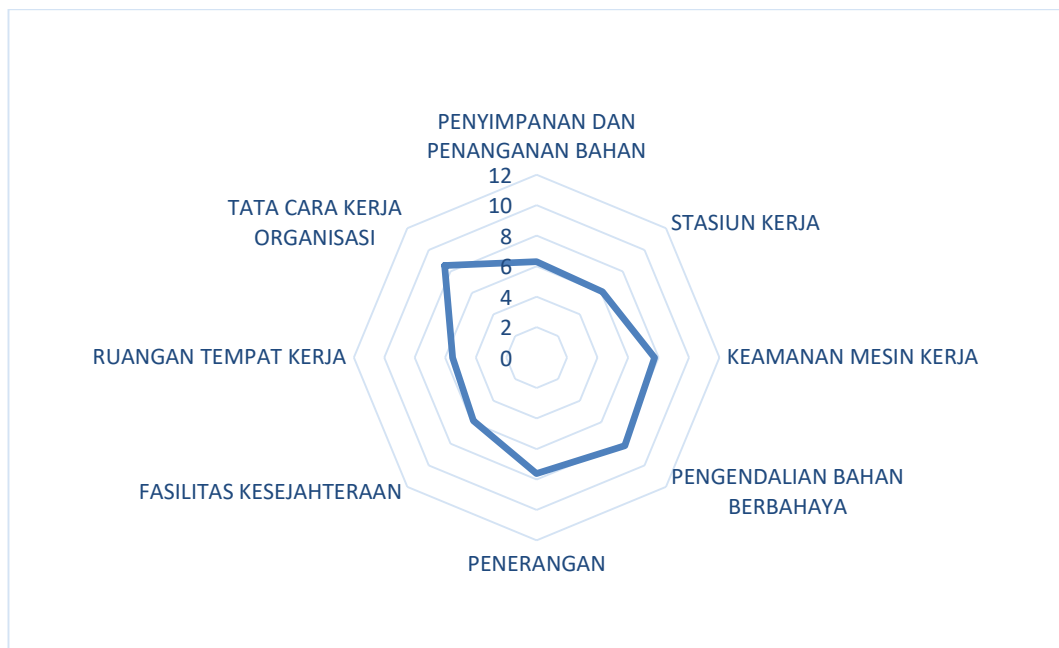 PENYIMPANAN DAN
PENANGANAN BAHAN
12
10
8
6
4
2
0
STASIUN KERJA
KEAMANAN MESIN KERJA
PENGENDALIAN BAHAN
BERBAHAYA
PENERANGAN
FASILITAS KESEJAHTERAAN
RUANGAN TEMPAT KERJA
TATA CARA KERJA
ORGANISASI